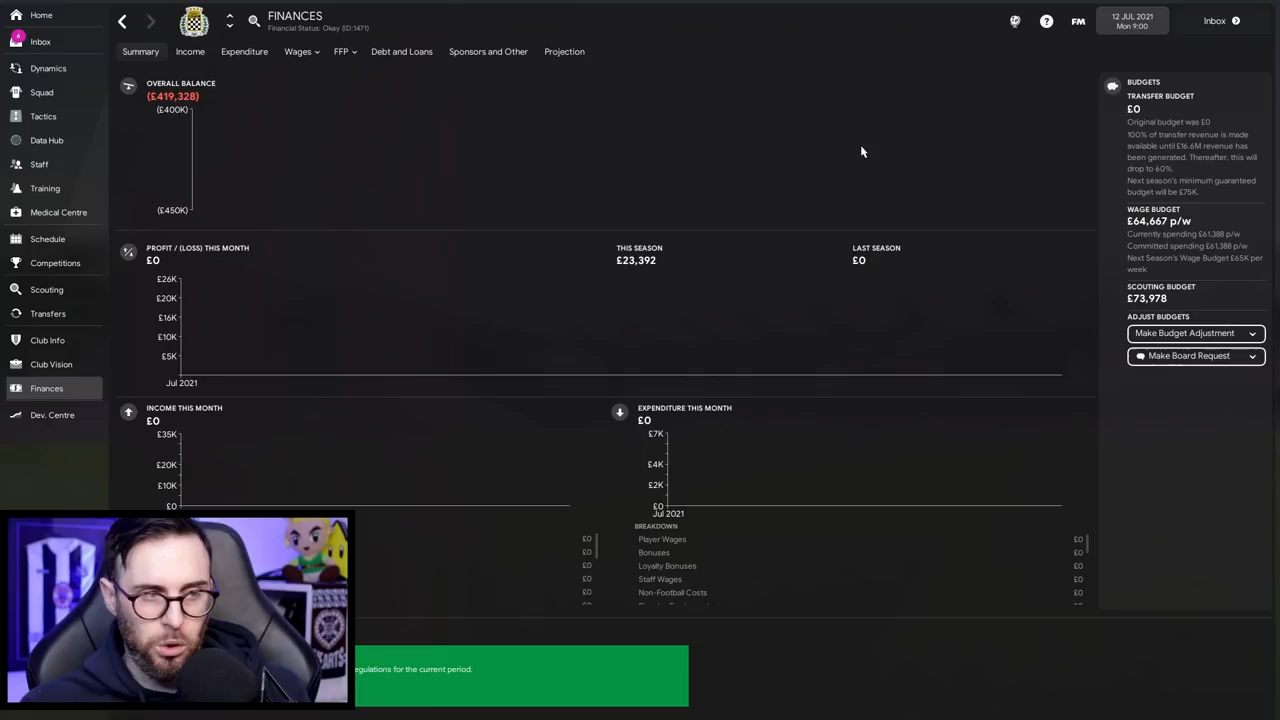 Home
6
Inbox
Dynamics
Squad
Tactics
Data Hub
Staff
Training
Medical Centre
Schedule
Competitions
Scouting
Transfers
Club Info
Club Vision
Finances
Dev. Centre
FINANCES
Financial Status: Okay (ID:1471)
?
FM
12 JUL 2021
Mon 9:00
Inbox
Summary
Income
Expenditure
Wages
FFP
Debt and Loans
Sponsors and Other
Projection
OVERALL BALANCE
(£419,328)
(£400K)
(£450K)
PROFIT / (LOSS) THIS MONTH
£0
THIS SEASON
£23,392
LAST SEASON
£0
£26K
£20K
£16K
£10K
£5K
Jul 2021
INCOME THIS MONTH
£0
£35K
£20K
£10K
£0
£0
£0
£0
£0
£0
EXPENDITURE THIS MONTH
£0
£7K
£4K
£2K
£0
Jul 2021
BREAKDOWN
Player Wages £0
Bonuses £0
Loyalty Bonuses £0
Staff Wages £0
Non-Football Costs £0
BUDGETS
TRANSFER BUDGET
£0
Original budget was £0
100% of transfer revenue is made
available until £16.6M revenue has
been generated. Thereafter, this will
drop to 60%.
Next season's minimum guaranteed
budget will be £75K.
WAGE BUDGET
£64,667 p/w
Currently spending £61,388 p/w
Committed spending £61,388 p/w
Next Season's Wage Budget £65K per
week
SCOUTING BUDGET
£73,978
ADJUST BUDGETS
Make Budget Adjustment
Make Board Request
egulations for the current period.
HEARTS